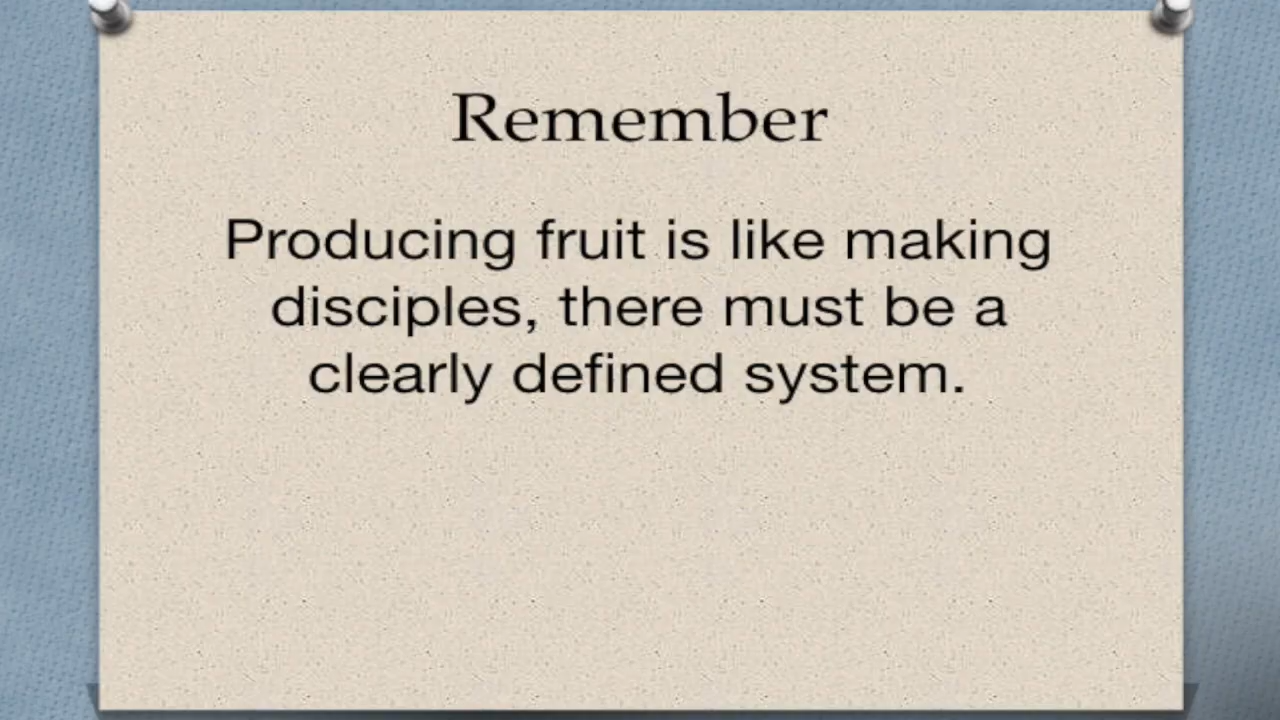 Remember
Producing fruit is like making
disciples, there must be a
clearly defined system.